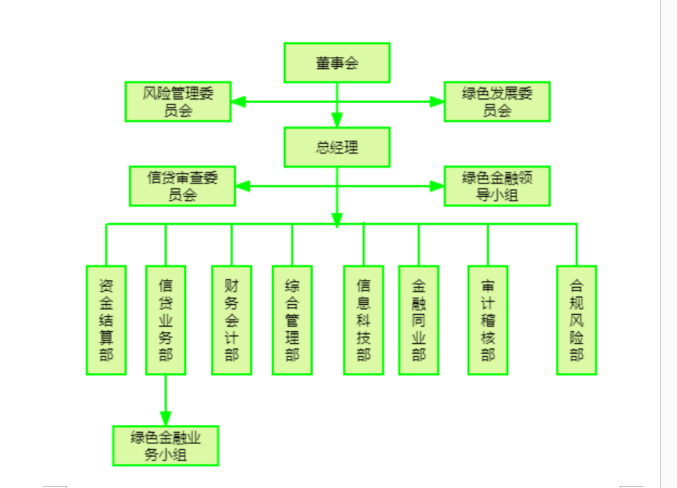 董事会
风险管理委
员会
绿色发展委
员会
总经理
信贷审查委
员会
绿色金融领
导小组
资金结算部
信贷业务部
财务会计部
综合管理部
信息科技部
金融同业部
审计稽核部
合规风险部
绿色金融业
务小组